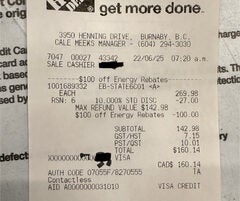 get more done.
3950 HENNING DRIVE, BURNABY, B.C.
CALE MEEKS MANAGER - (604) 294-3030
7047 00027 43342 22/06/25 07:20 a.m.
SALE CASHIER
$100 off Energy Rebates
1001689332 EB-STATE6C01 <A>
EACH 269.98
RSN: 6 10.000% STD DISC -27.00
MAX REFUND VALUE $142.98
$100 off Energy Rebates -100.00
SUBTOTAL 142.98
GST/HST 7.15
PST/QST 10.01
TOTAL $160.14
XXXXXXXXXX VISA
CAD$ 160.14
AUTH CODE 07055F/8270555 TA
Contactless
AID A0000000031010 VISA CREDIT